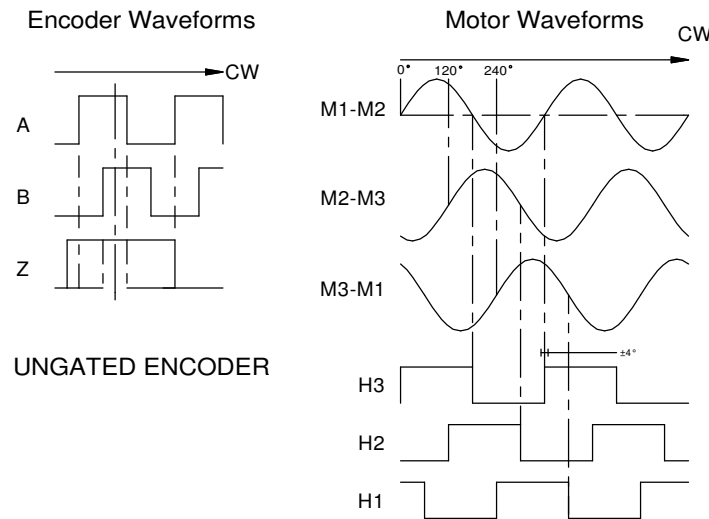 Encoder Waveforms
CW
A
B
Z
UNGATED ENCODER
Motor Waveforms
CW
0° 120° 240°
M1-M2
M2-M3
M3-M1
±4°
H3
H2
H1